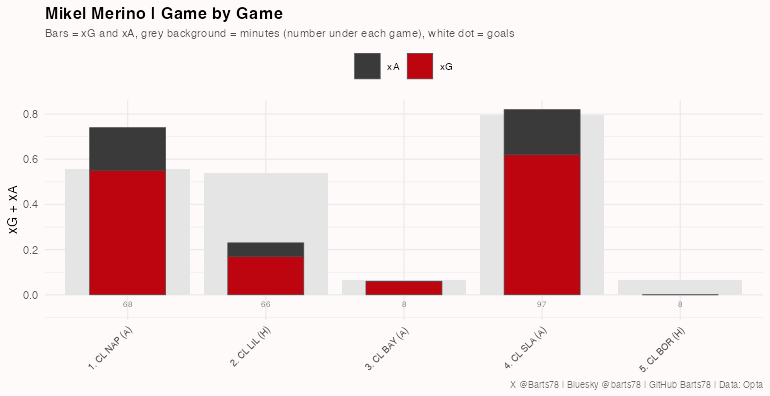 Mikel Merino | Game by Game
Bars = xG and xA, grey background = minutes (number under each game), white dot = goals
xA xG
xG + xA
0.8
0.6
0.4
0.2
0.0
68 66 8 97 8
1. CL NAP (A) 2. CL LIL (H) 3. CL BAY (A) 4. CL SLA (A) 5. CL BOR (H)
X @Barts78 | Bluesky @barts78 | GitHub Barts78 | Data: Opta